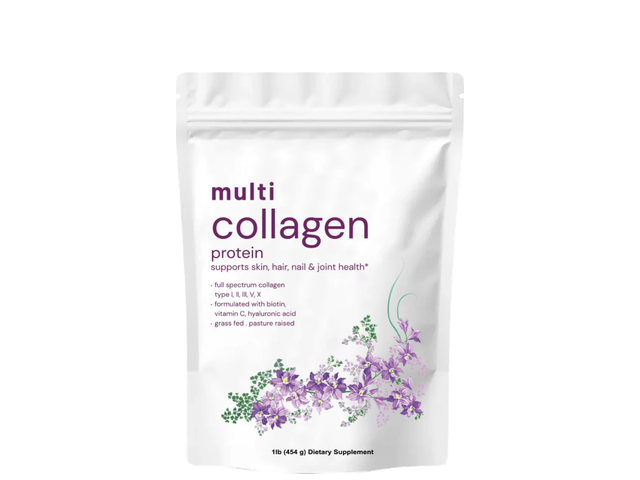 multi
collagen
protein
supports skin, hair, nail & joint health*
· full spectrum collagen
type I, II, III, V, X
· formulated with biotin,
vitamin C, hyaluronic acid
· grass fed . pasture raised
1lb (454 g) Dietary Supplement